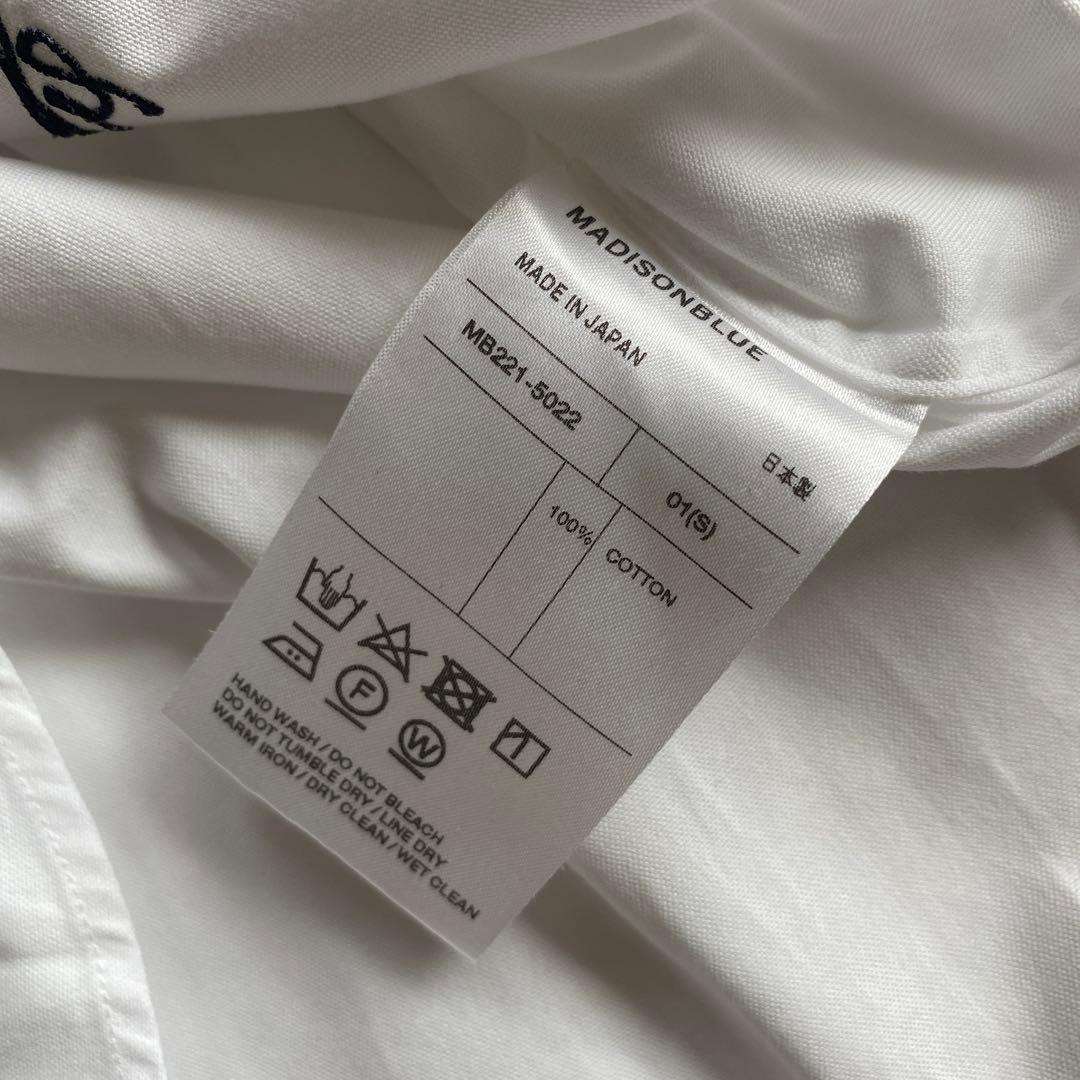 MADISONBLUE
MADE IN JAPAN
日本製
MB221-5022
01(S)
100% COTTON
F
W
HAND WASH / DO NOT BLEACH
DO NOT TUMBLE DRY / LINE DRY
WARM IRON / DRY CLEAN / WET CLEAN